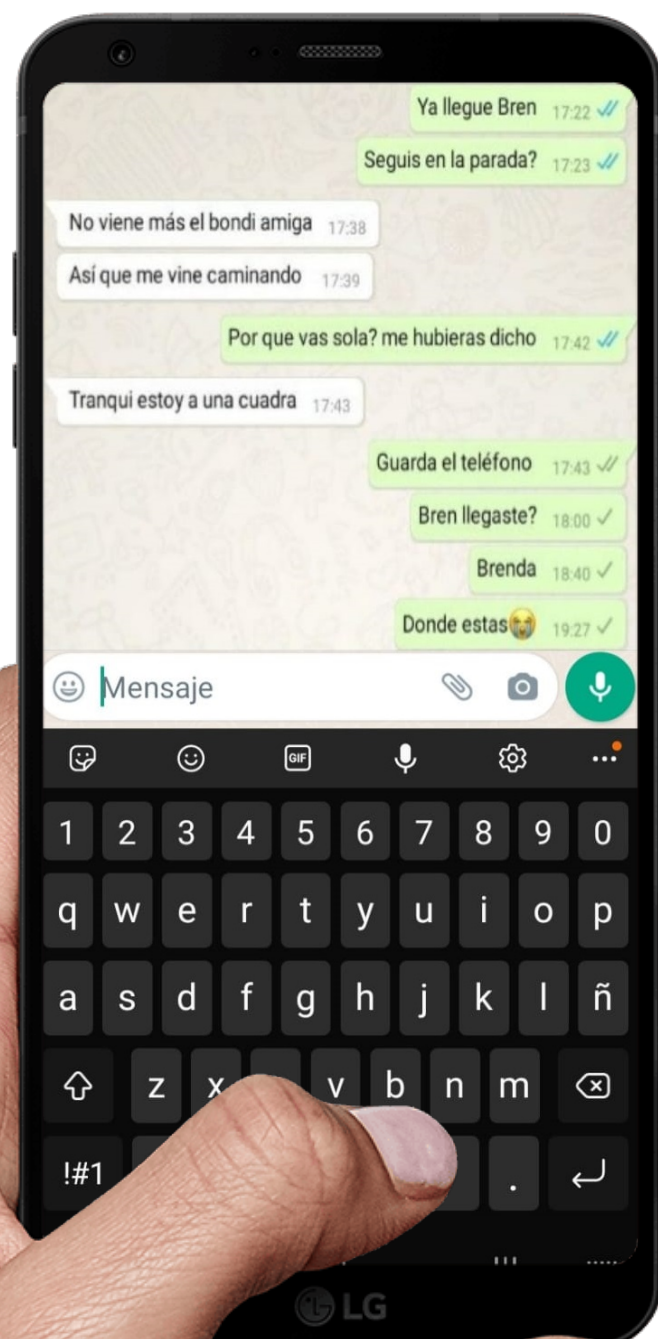 Ya llegue Bren 17:22
Seguis en la parada? 17:23
No viene más el bondi amiga 17:38
Así que me vine caminando 17:39
Por que vas sola? me hubieras dicho 17:42
Tranqui estoy a una cuadra 17:43
Guarda el teléfono 17:43
Bren llegaste? 18:00
Brenda 18:40
Donde estas😭 19:27
Mensaje
GIF
1 2 3 4 5 6 7 8 9 0
q w e r t y u i o p
a s d f g h j k l ñ
z x v b n m
!#1 .
LG